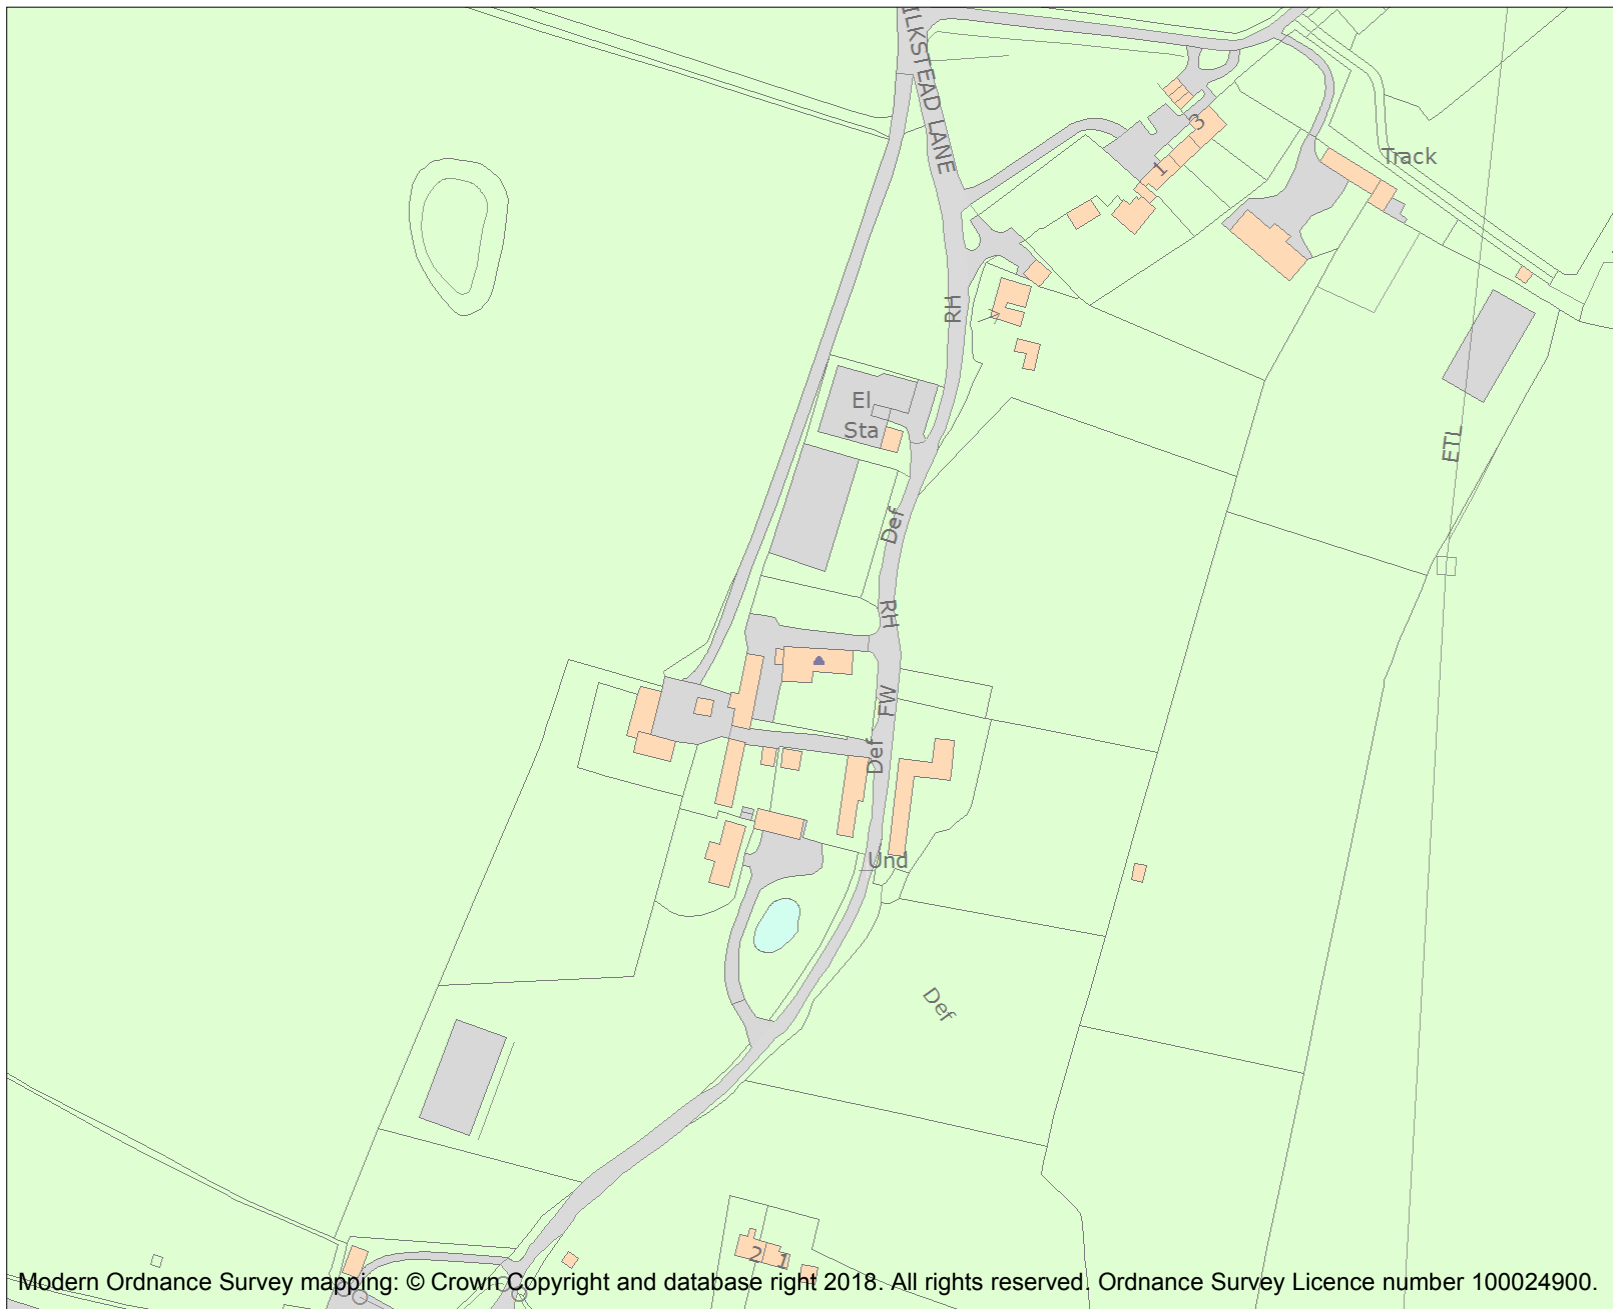 ILKSTEAD LANE
3
Track
1
RH
El
Sta
ETL
Def
RH
FW
Def
Und
Def
2
1
Modern Ordnance Survey mapping: © Crown Copyright and database right 2018. All rights reserved. Ordnance Survey Licence number 100024900.